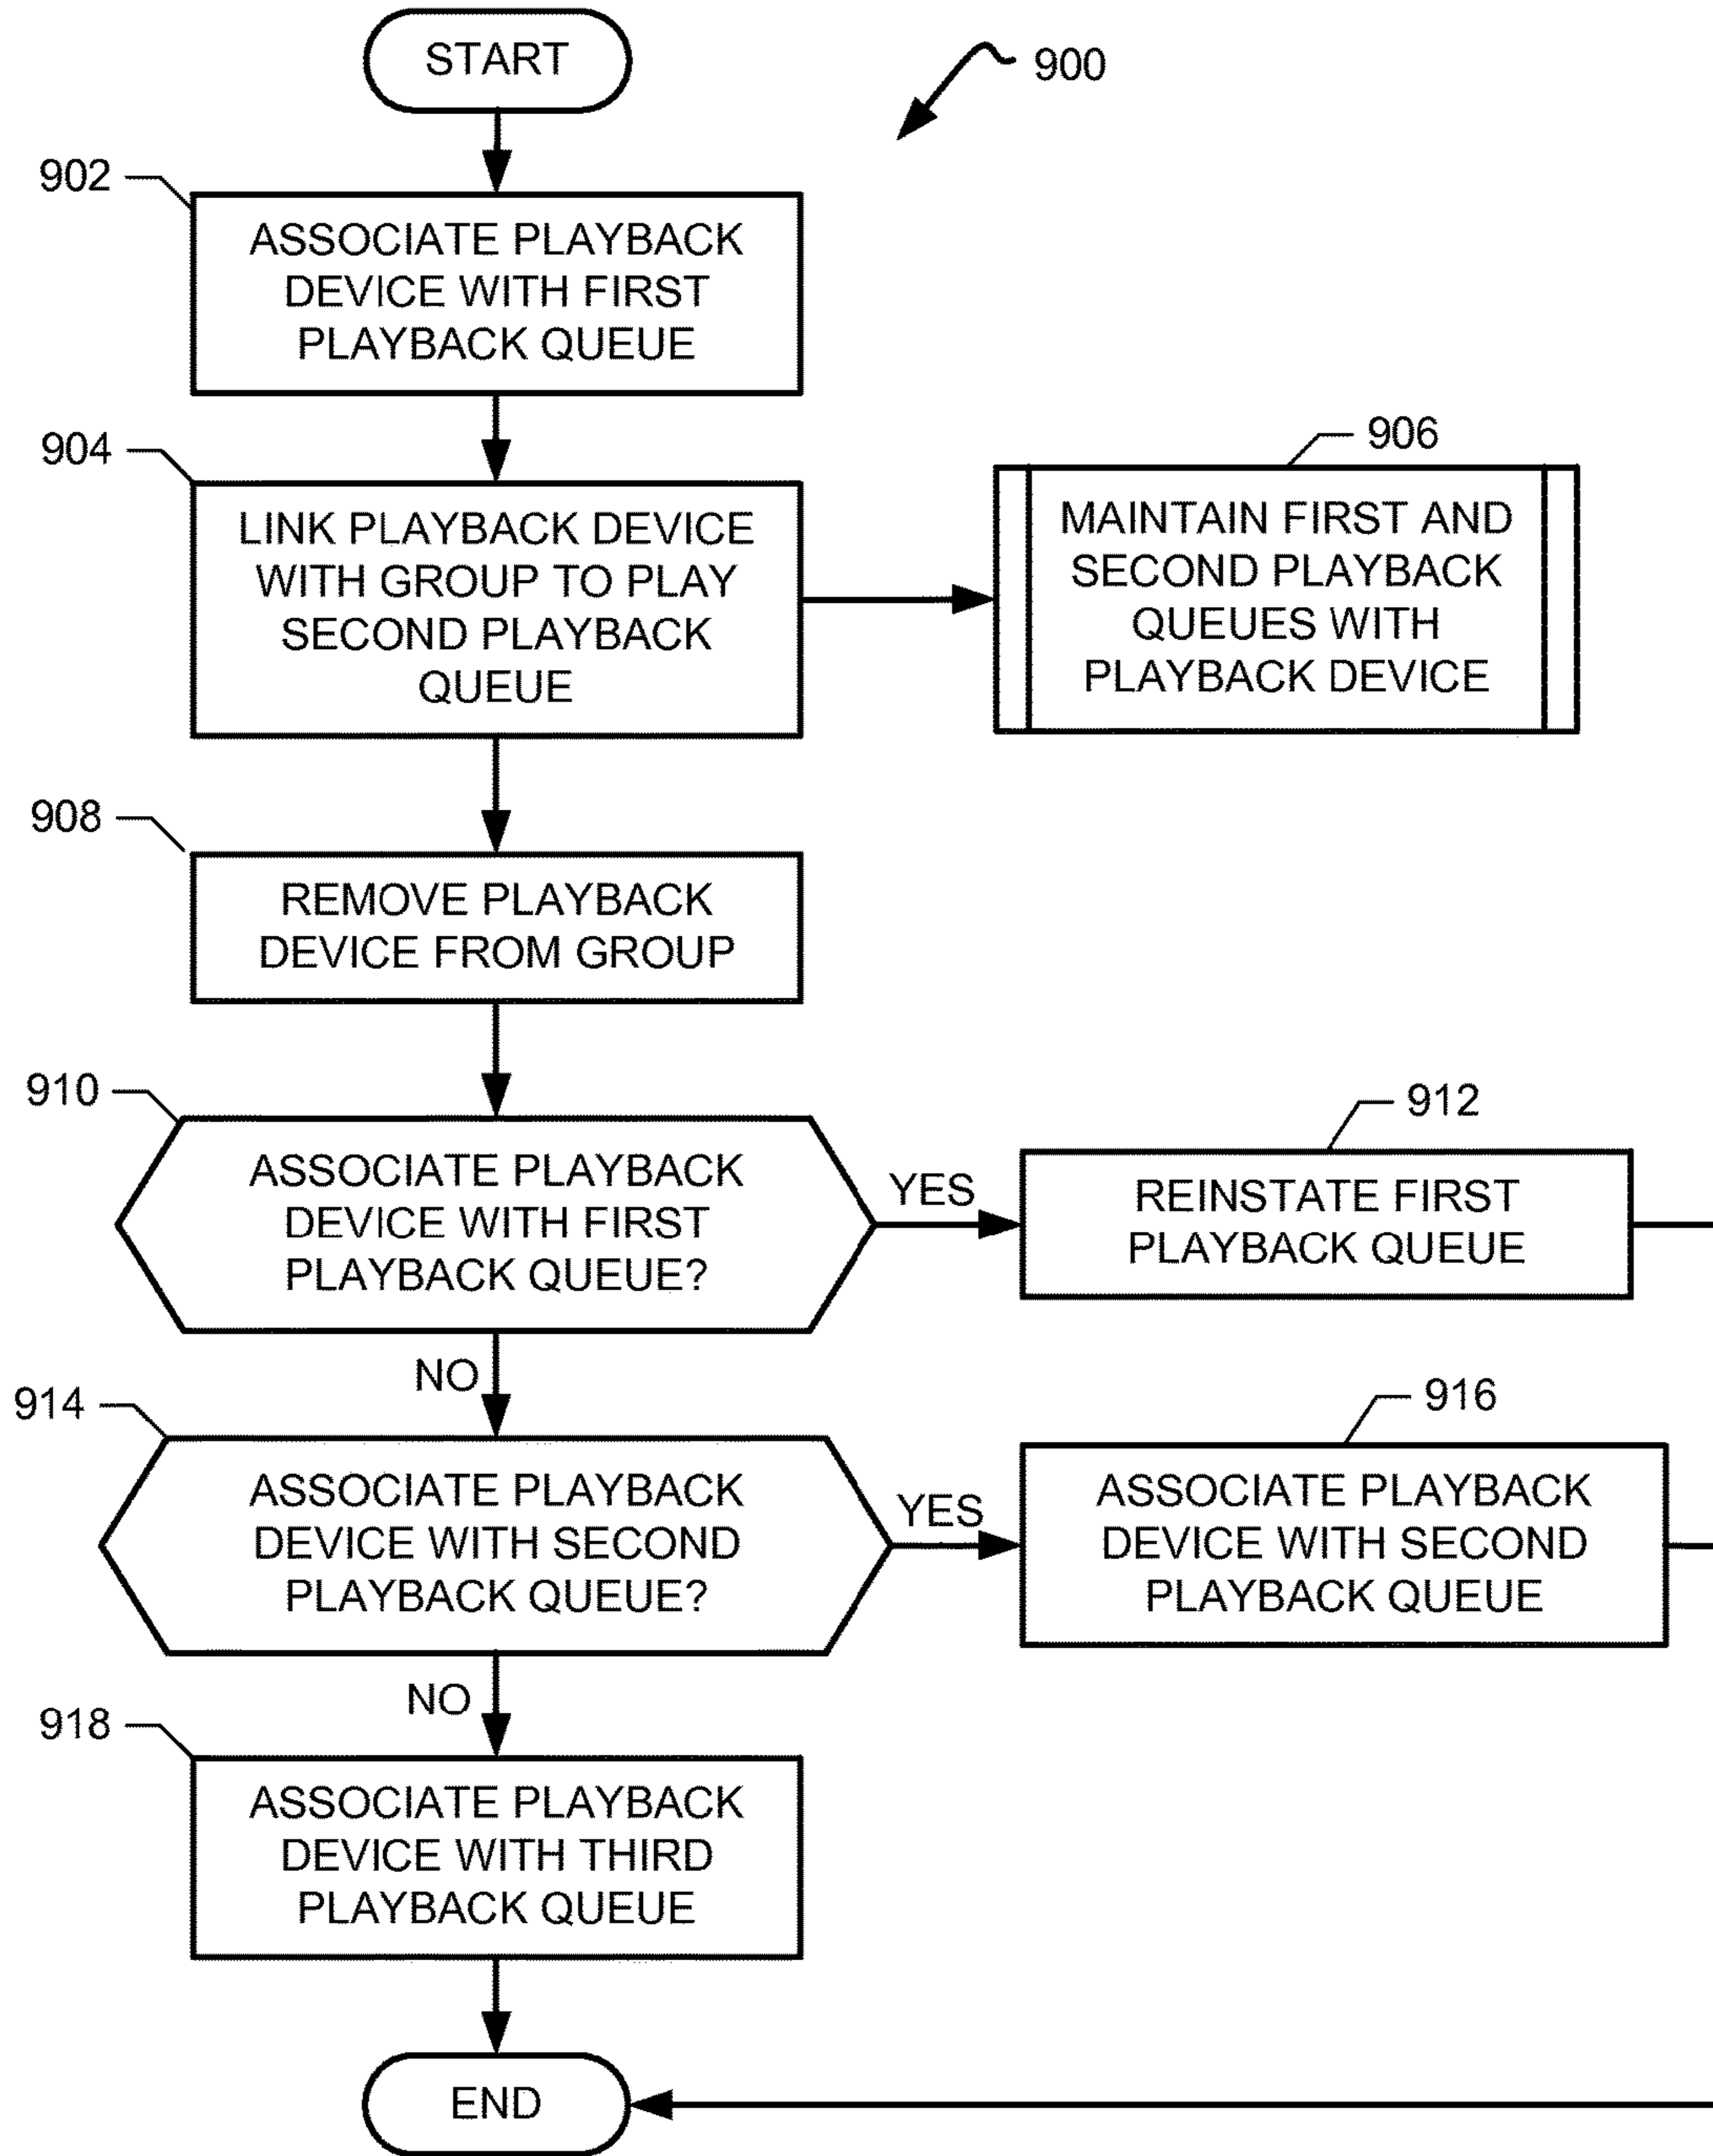 START
900
902
ASSOCIATE PLAYBACK
DEVICE WITH FIRST
PLAYBACK QUEUE
904
LINK PLAYBACK DEVICE
WITH GROUP TO PLAY
SECOND PLAYBACK
QUEUE
906
MAINTAIN FIRST AND
SECOND PLAYBACK
QUEUES WITH
PLAYBACK DEVICE
908
REMOVE PLAYBACK
DEVICE FROM GROUP
910
ASSOCIATE PLAYBACK
DEVICE WITH FIRST
PLAYBACK QUEUE?
YES
912
REINSTATE FIRST
PLAYBACK QUEUE
NO
914
ASSOCIATE PLAYBACK
DEVICE WITH SECOND
PLAYBACK QUEUE?
YES
916
ASSOCIATE PLAYBACK
DEVICE WITH SECOND
PLAYBACK QUEUE
NO
918
ASSOCIATE PLAYBACK
DEVICE WITH THIRD
PLAYBACK QUEUE
END